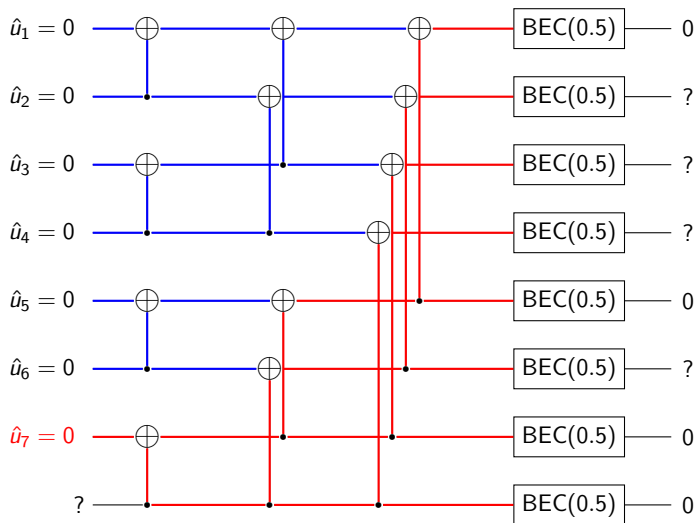 û₁ = 0 BEC(0.5) 0
û₂ = 0 BEC(0.5) ?
û₃ = 0 BEC(0.5) ?
û₄ = 0 BEC(0.5) ?
û₅ = 0 BEC(0.5) 0
û₆ = 0 BEC(0.5) ?
û₇ = 0 BEC(0.5) 0
? BEC(0.5) 0